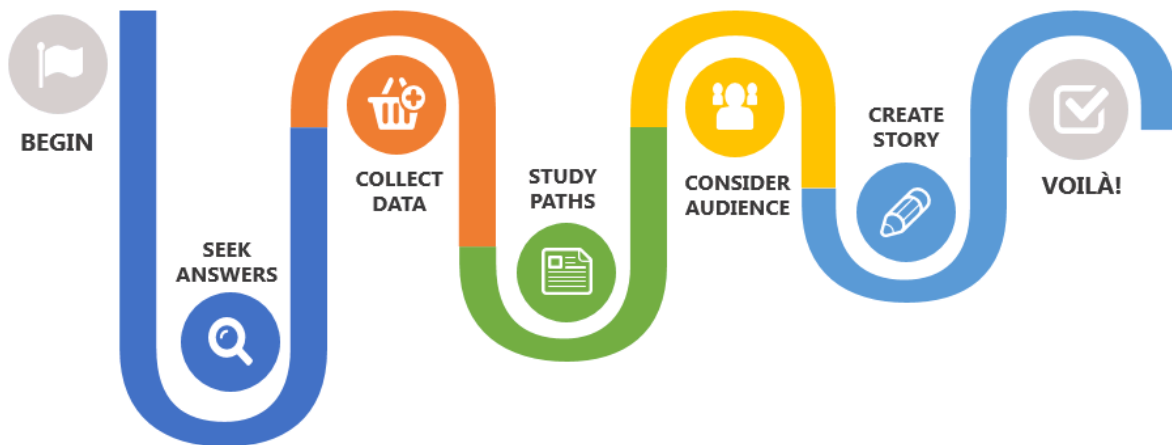 BEGIN
SEEK
ANSWERS
COLLECT
DATA
STUDY
PATHS
CONSIDER
AUDIENCE
CREATE
STORY
VOILÀ!